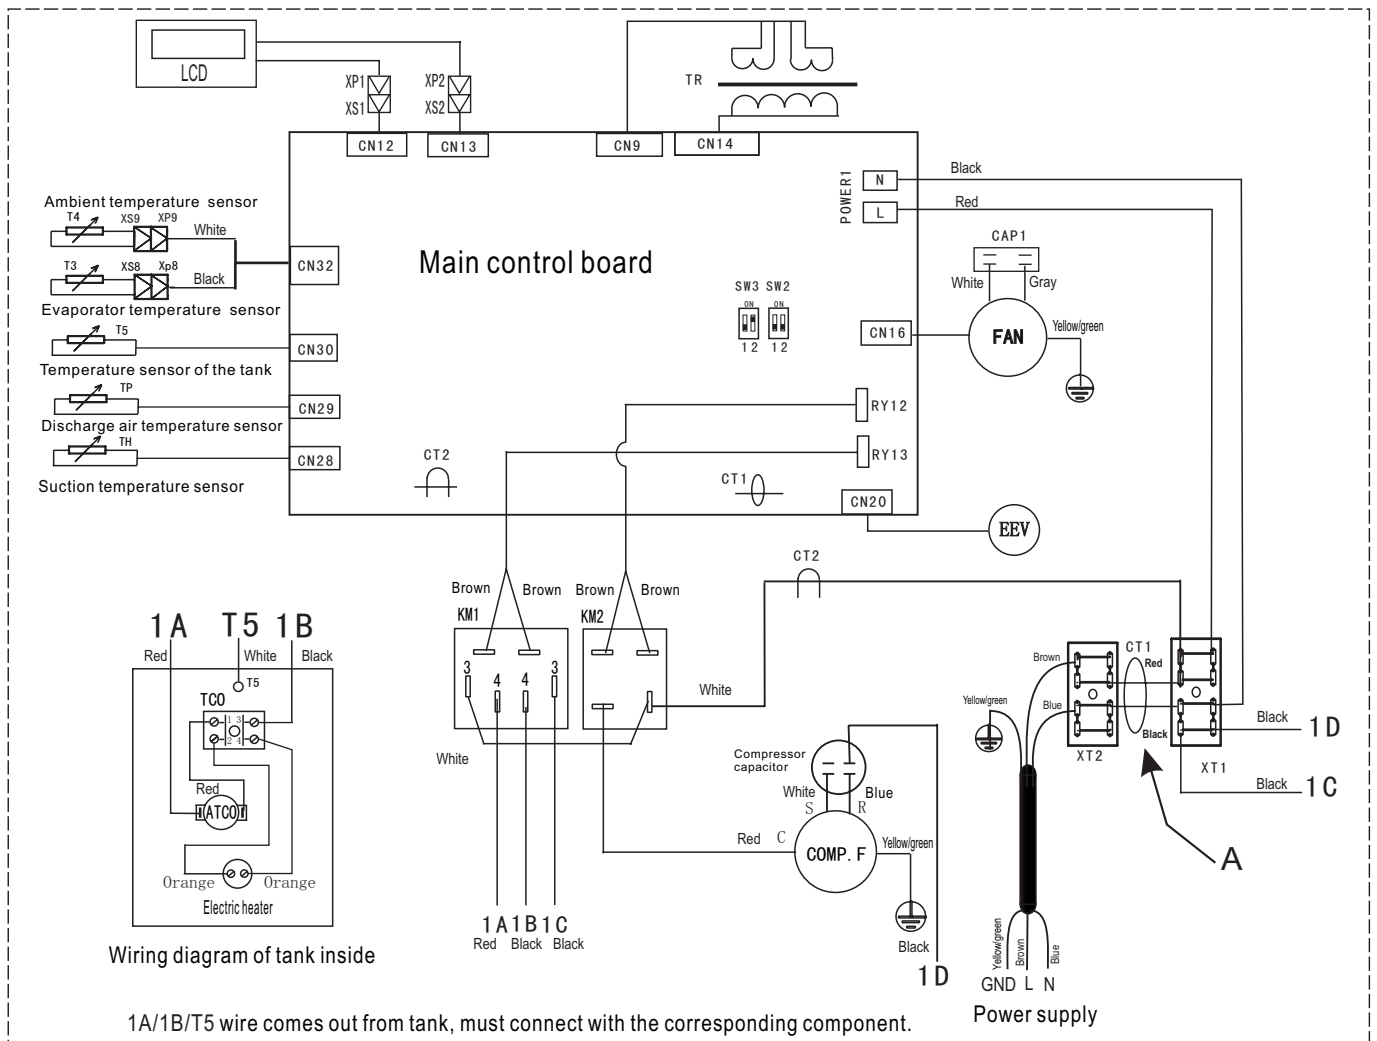 LCD
XP1
XS1
XP2
XS2
TR
CN12
CN13
CN9
CN14
Ambient temperature sensor
T4
XS9
XP9
White
T3
XS8
Xp8
Black
CN32
Evaporator temperature sensor
T5
CN30
Temperature sensor of the tank
TP
CN29
Discharge air temperature sensor
TH
CN28
Suction temperature sensor
Main control board
POWER1
N
L
Black
Red
CAP1
White
Gray
SW3 SW2
ON
ON
1 2
1 2
CN16
FAN
Yellow/green
RY12
RY13
CT2
CT1
CN20
EEV
CT2
Brown
Brown
Brown
Brown
KM1
KM2
3
4
4
3
White
White
1A
T5
1B
Red
White
Black
T5
TCO
1 3
2 4
Red
ATCO
Orange
Orange
Electric heater
Wiring diagram of tank inside
1A
1B
1C
Red
Black
Black
Compressor
capacitor
White
Blue
S
R
Red
C
COMP.F
Yellow/green
Black
1D
Brown
Blue
Yellow/green
CT1
Red
Black
XT2
XT1
Black
1D
Black
1C
A
Yellow/green
Brown
Blue
GND L N
Power supply
1A/1B/T5 wire comes out from tank, must connect with the corresponding component.